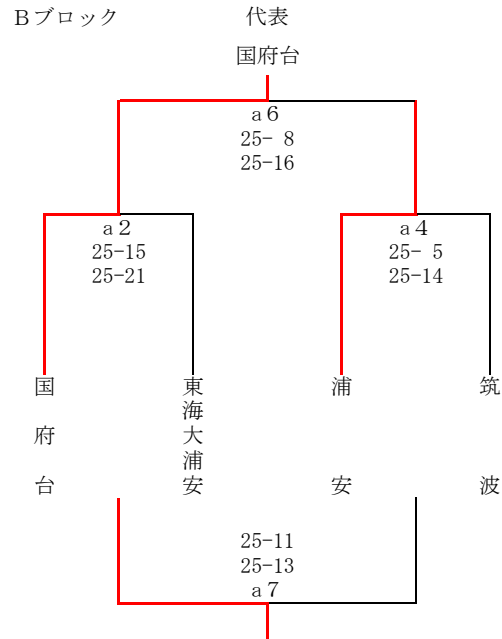 Ｂブロック　代表
国府台
ａ６
25- 8
25-16
ａ２
25-15
25-21
ａ４
25- 5
25-14
国府台
東海大浦安
浦安
筑波
25-11
25-13
ａ７